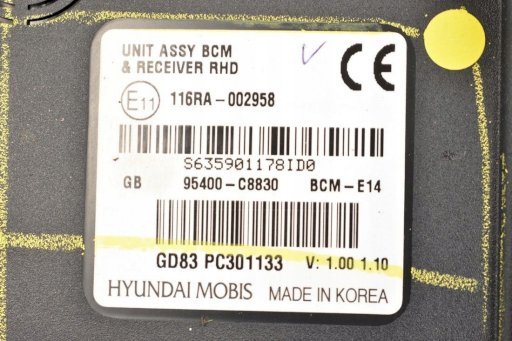 UNIT ASSY BCM
& RECEIVER RHD
CE
E11 116RA-002958
S635901178ID0
GB 95400-C8830 BCM-E14
GD83 PC301133 V: 1.00 1.10
HYUNDAI MOBIS MADE IN KOREA